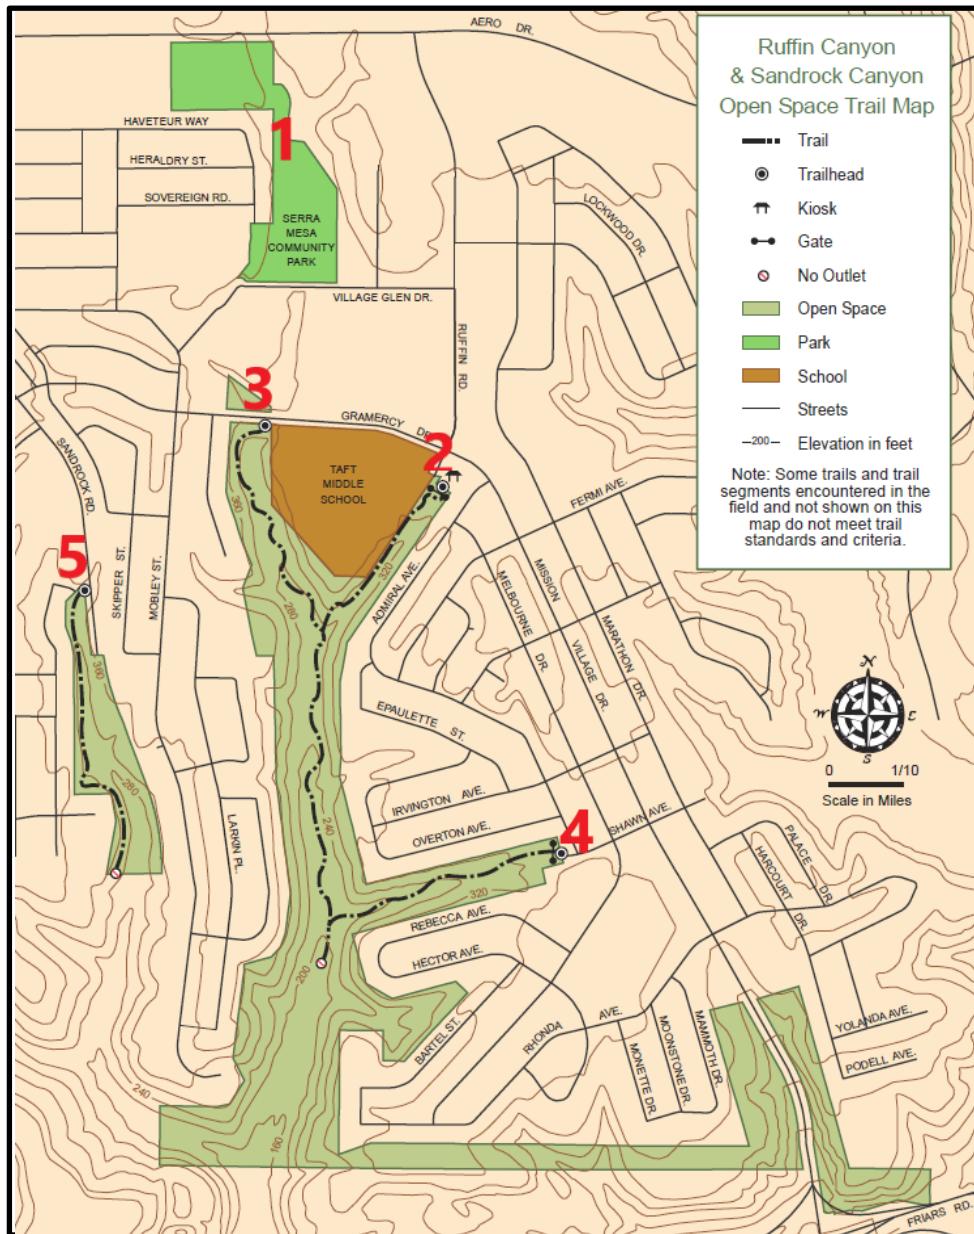 AERO DR.
Ruffin Canyon
& Sandrock Canyon
Open Space Trail Map
Trail
Trailhead
Kiosk
Gate
No Outlet
Open Space
Park
School
Streets
—200— Elevation in feet
Note: Some trails and trail
segments encountered in the
field and not shown on this
map do not meet trail
standards and criteria.
HAVETEUR WAY
1
HERALDRY ST.
SOVEREIGN RD.
LOCKWOOD DR.
SERRA
MESA
COMMUNITY
PARK
VILLAGE GLEN DR.
RUFFIN RD.
3
GRAMERCY DR.
2
SANDROCK RD.
TAFT
MIDDLE
SCHOOL
FERMI AVE.
360
320
5
SKIPPER ST.
MOBLEY ST.
ADMIRAL AVE.
MELBOURNE DR.
MISSION VILLAGE DR.
MARATHON DR.
280
360
EPAULETTE ST.
N
W
E
S
0 1/10
Scale in Miles
280
240
IRVINGTON AVE.
OVERTON AVE.
4
SHAWN AVE.
LARKIN PL.
PALACE DR.
HARCOURT DR.
320
REBECCA AVE.
HECTOR AVE.
200
BARTEL ST.
RHONDA AVE.
MONETTE DR.
MOONSTONE DR.
MAMMOTH DR.
YOLANDA AVE.
PODELL AVE.
240
160
FRIARS RD.